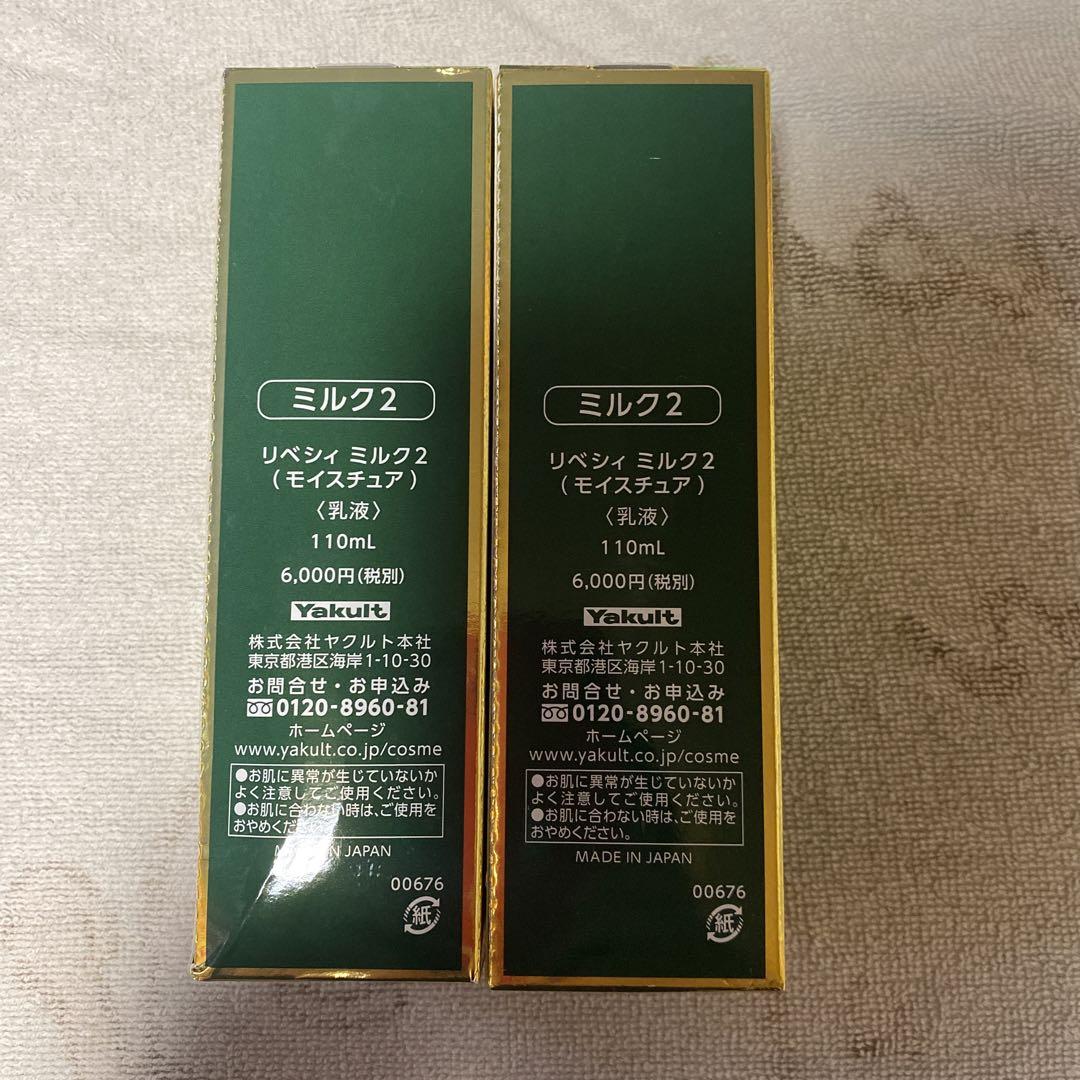 ミルク2
リベシィ ミルク2
(モイスチュア)
〈乳液〉
110mL
6,000円(税別)
Yakult
株式会社ヤクルト本社
東京都港区海岸1-10-30
お問合せ・お申込み
0120-8960-81
ホームページ
www.yakult.co.jp/cosme
●お肌に異常が生じていないか
よく注意してご使用ください。
●お肌に合わない時は、ご使用を
おやめください。
JAPAN
00676
紙
ミルク2
リベシィ ミルク2
(モイスチュア)
〈乳液〉
110mL
6,000円(税別)
Yakult
株式会社ヤクルト本社
東京都港区海岸1-10-30
お問合せ・お申込み
0120-8960-81
ホームページ
www.yakult.co.jp/cosme
●お肌に異常が生じていないか
よく注意してご使用ください。
●お肌に合わない時は、ご使用を
おやめください。
MADE IN JAPAN
00676
紙